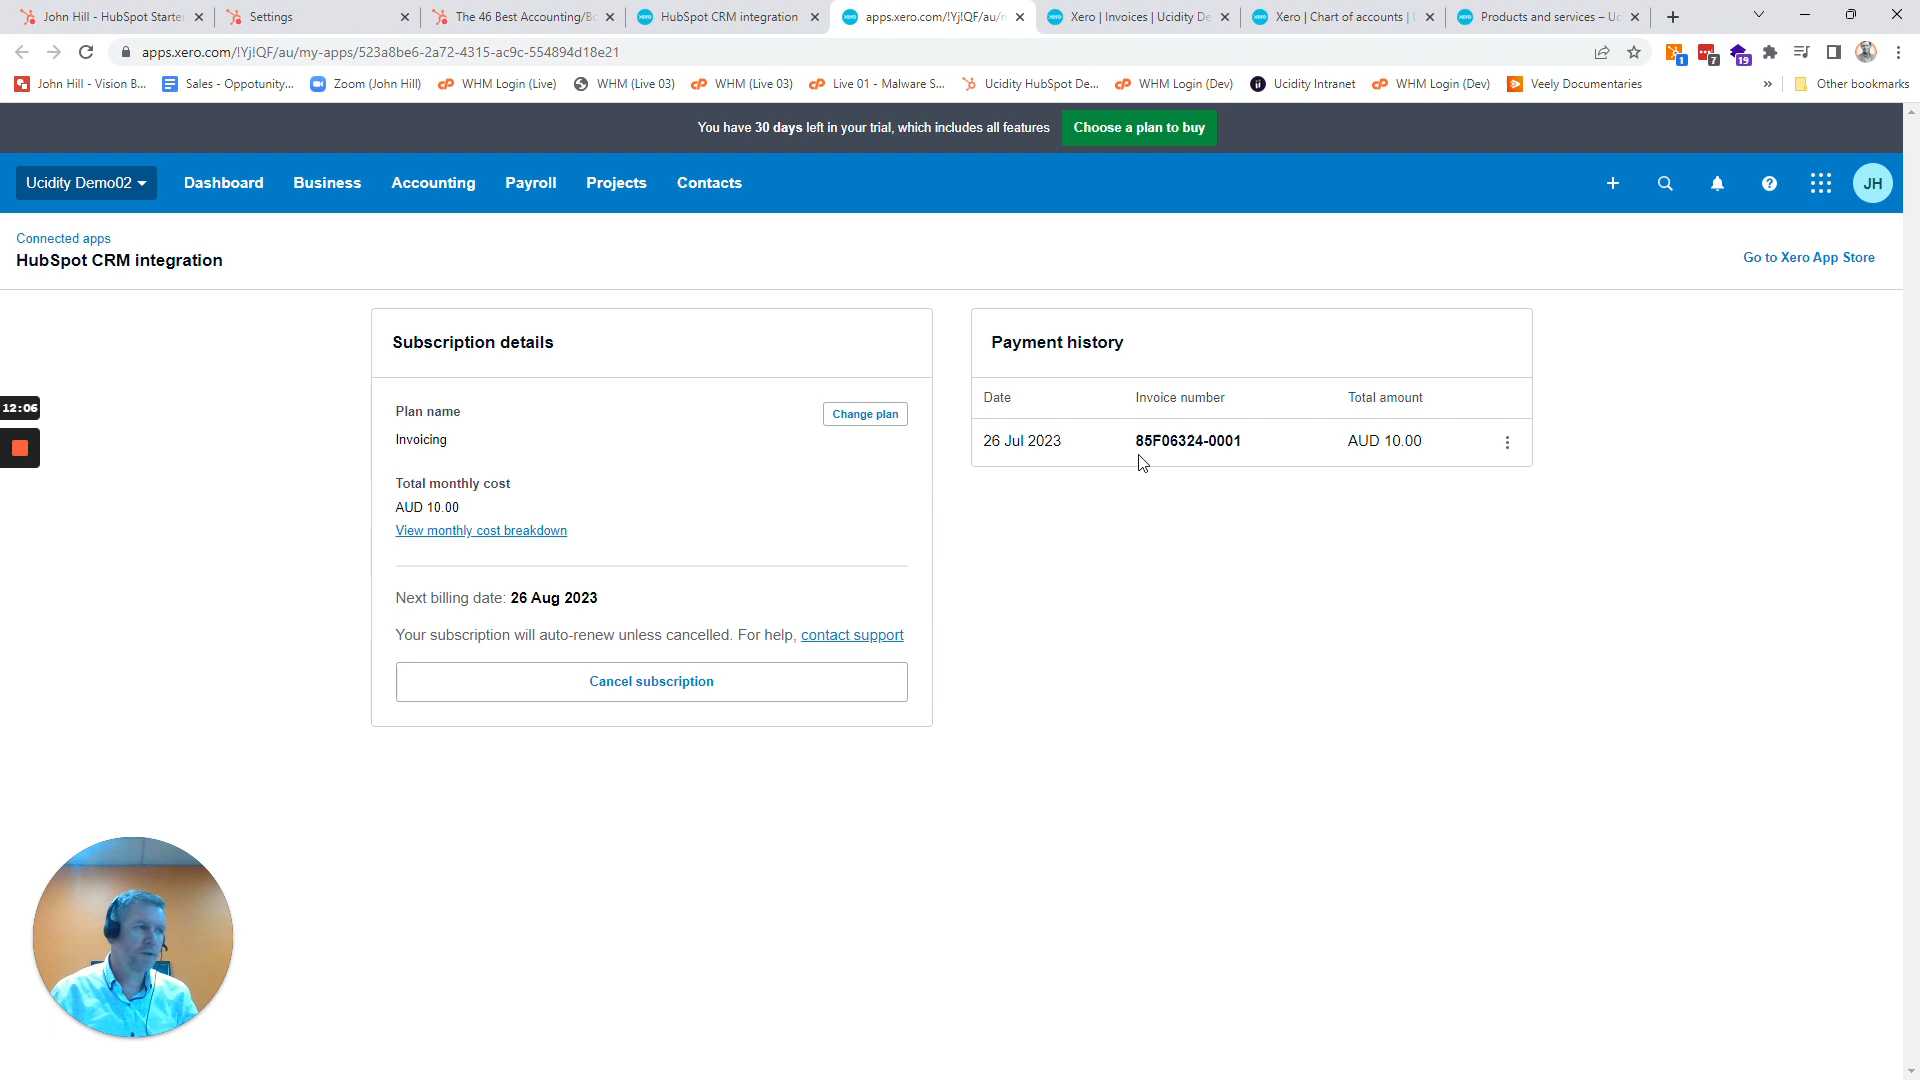 John Hill - HubSpot Starter
Settings
The 46 Best Accounting/Bo
HubSpot CRM integration
apps.xero.com/!Yj!QF/au/m
Xero | Invoices | Ucidity De
Xero | Chart of accounts |
Products and services – Uc
apps.xero.com/!Yj!QF/au/my-apps/523a8be6-2a72-4315-ac9c-554894d18e21
1
7
19
John Hill - Vision B...
Sales - Oppotunity...
Zoom (John Hill)
WHM Login (Live)
WHM (Live 03)
WHM (Live 03)
Live 01 - Malware S...
Ucidity HubSpot De...
WHM Login (Dev)
Ucidity Intranet
WHM Login (Dev)
Veely Documentaries
»
Other bookmarks
You have 30 days left in your trial, which includes all features
Choose a plan to buy
Ucidity Demo02
Dashboard
Business
Accounting
Payroll
Projects
Contacts
JH
Connected apps
HubSpot CRM integration
Go to Xero App Store
Subscription details
Plan name
Change plan
Invoicing
Total monthly cost
AUD 10.00
View monthly cost breakdown
Next billing date: 26 Aug 2023
Your subscription will auto-renew unless cancelled. For help, contact support
Cancel subscription
Payment history
Date Invoice number Total amount
26 Jul 2023 85F06324-0001 AUD 10.00
12:06